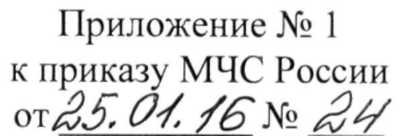 Приложение № 1
к приказу МЧС России
от 25.01.16 № 24